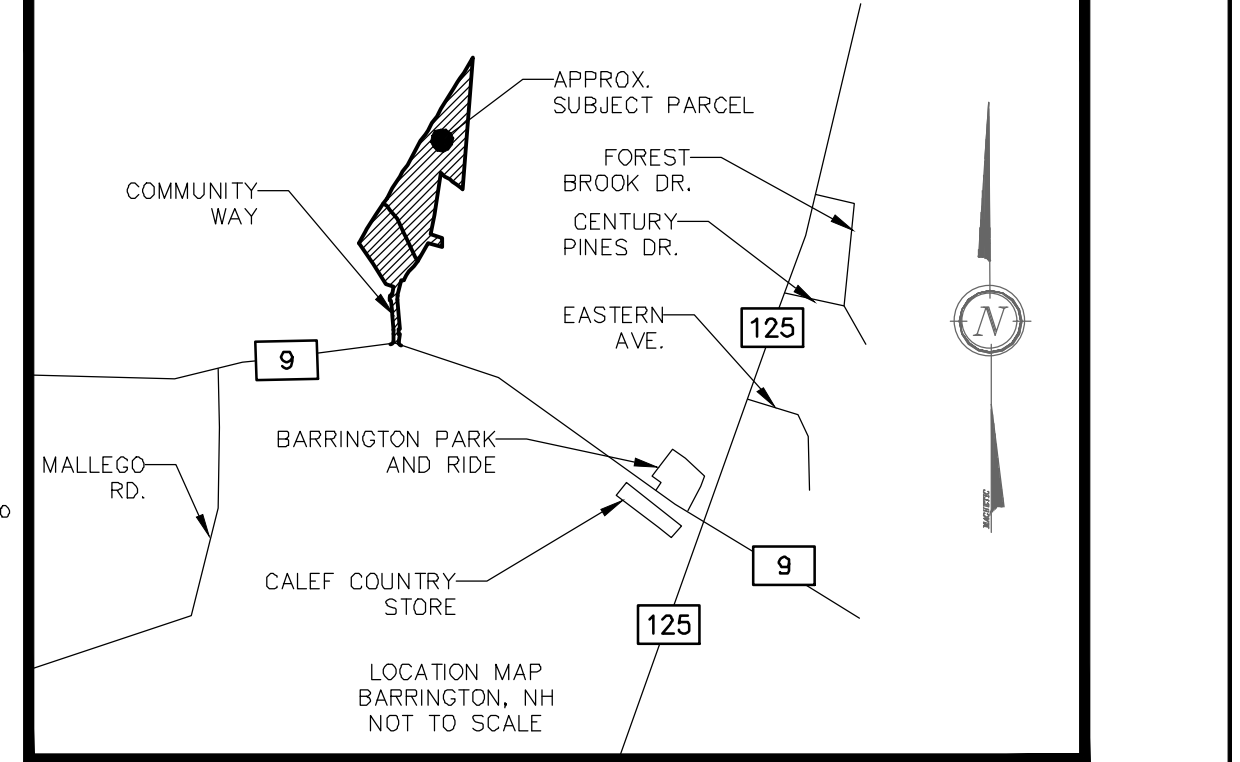 APPROX.
SUBJECT PARCEL
FOREST
BROOK DR.
COMMUNITY
WAY
CENTURY
PINES DR.
EASTERN
AVE.
125
N
9
BARRINGTON PARK
AND RIDE
MALLEGO
RD.
MAGNETIC
O
9
CALEF COUNTRY
STORE
125
LOCATION MAP
BARRINGTON, NH
NOT TO SCALE